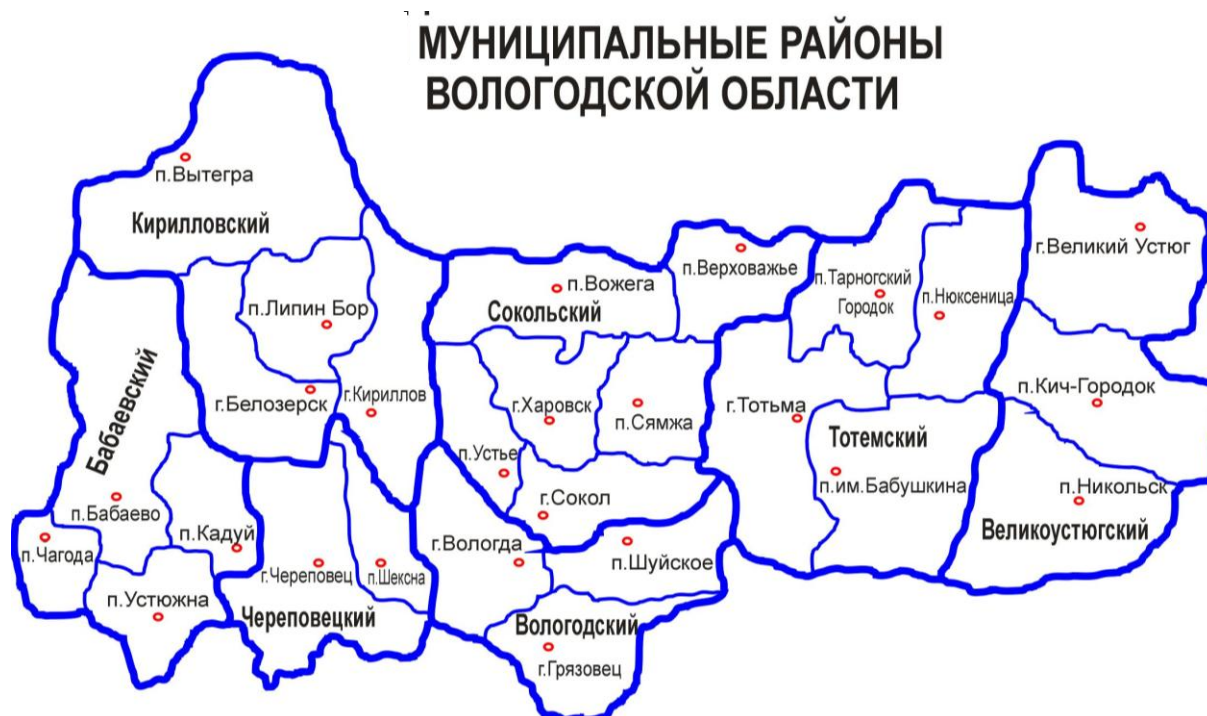 МУНИЦИПАЛЬНЫЕ РАЙОНЫ
ВОЛОГОДСКОЙ ОБЛАСТИ
п.Вытегра
Кирилловский
п.Липин Бор
г.Белозерск
г.Кириллов
Бабаевский
п.Бабаево
п.Чагода
п.Кадуй
п.Устюжна
г.Череповец
п.Шексна
Череповецкий
п.Вожега
Сокольский
п.Верховажье
г.Харовск
п.Сямжа
п.Устье
г.Сокол
г.Вологда
п.Шуйское
Вологодский
г.Грязовец
п.Тарногский
Городок
п.Нюксеница
г.Тотьма
Тотемский
п.им.Бабушкина
г.Великий Устюг
п.Кич-Городок
п.Никольск
Великоустюгский